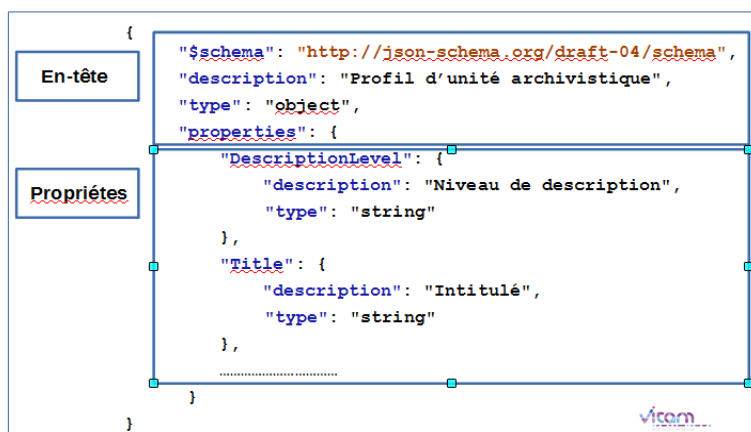 {
En-tête
"$schema": "http://json-schema.org/draft-04/schema",
"description": "Profil d’unité archivistique",
"type": "object",
"properties": {
Propriétes
"DescriptionLevel": {
"description": "Niveau de description",
"type": "string"
},
"Title": {
"description": "Intitulé",
"type": "string"
},
.................................
}
}
vitam